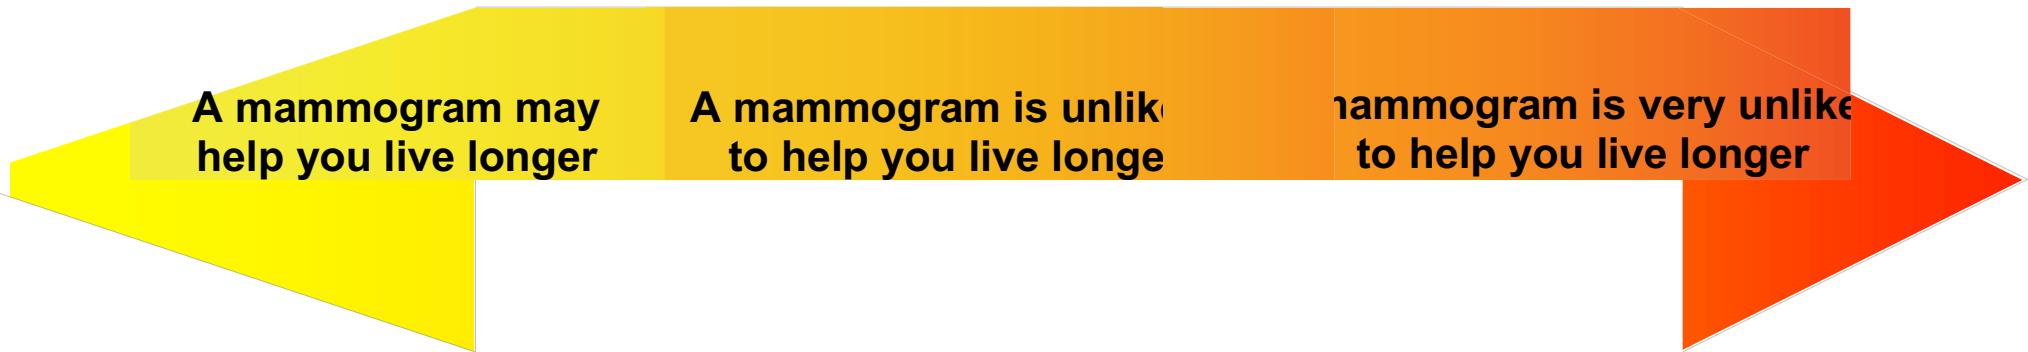 A mammogram may
help you live longer
A mammogram is unlik
to help you live longe
ammogram is very unlike
to help you live longer